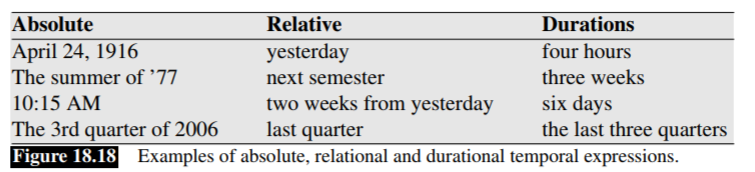 Absolute Relative Durations
April 24, 1916 yesterday four hours
The summer of ’77 next semester three weeks
10:15 AM two weeks from yesterday six days
The 3rd quarter of 2006 last quarter the last three quarters
Figure 18.18 Examples of absolute, relational and durational temporal expressions.